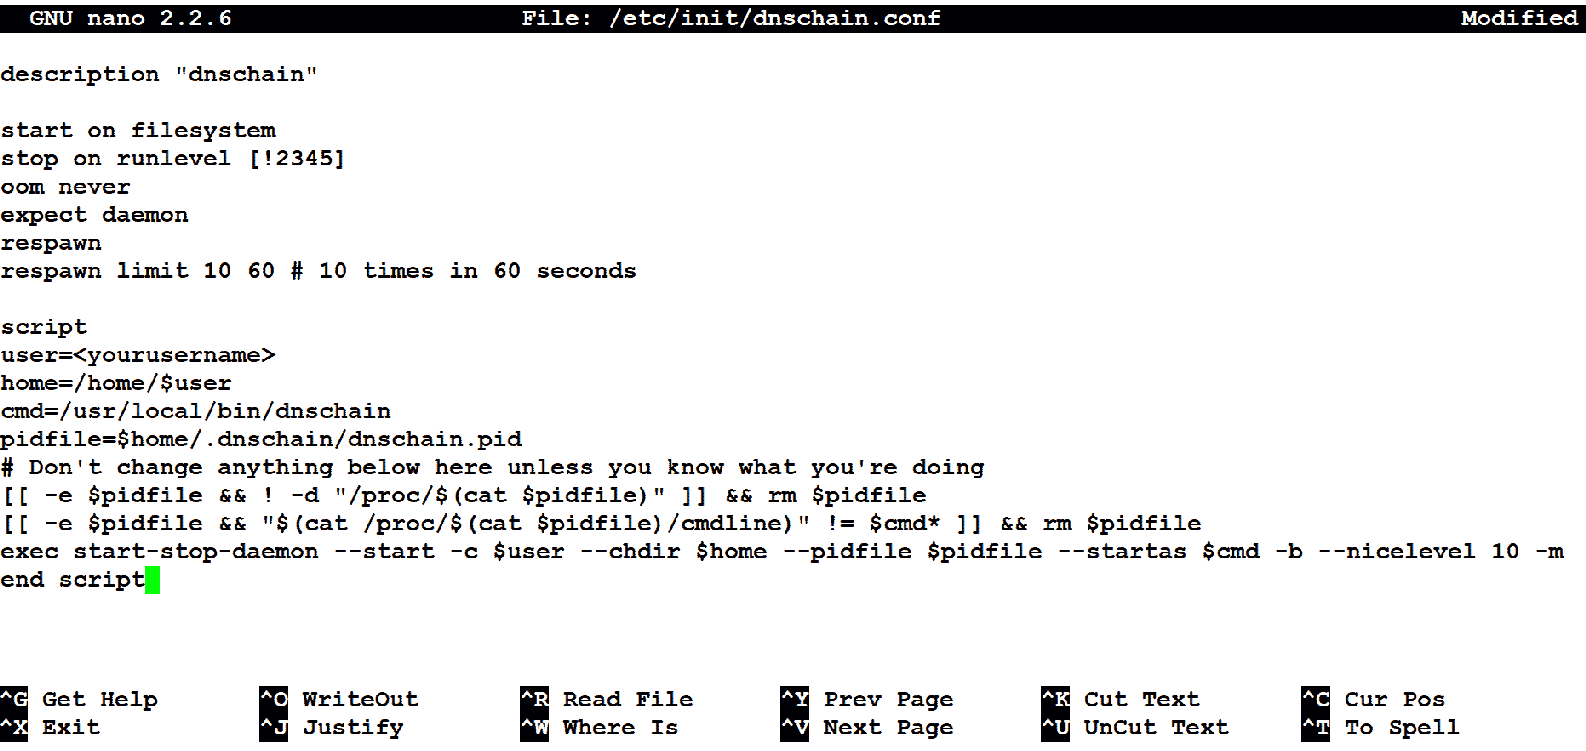 GNU nano 2.2.6 File: /etc/init/dnschain.conf Modified
description "dnschain"
start on filesystem
stop on runlevel [!2345]
oom never
expect daemon
respawn
respawn limit 10 60 # 10 times in 60 seconds
script
user=<yourusername>
home=/home/$user
cmd=/usr/local/bin/dnschain
pidfile=$home/.dnschain/dnschain.pid
# Don't change anything below here unless you know what you're doing
[[ -e $pidfile && ! -d "/proc/$(cat $pidfile)" ]] && rm $pidfile
[[ -e $pidfile && "$(cat /proc/$(cat $pidfile)/cmdline)" != $cmd* ]] && rm $pidfile
exec start-stop-daemon --start -c $user --chdir $home --pidfile $pidfile --startas $cmd -b --nicelevel 10 -m
end script
^G Get Help ^O WriteOut ^R Read File ^Y Prev Page ^K Cut Text ^C Cur Pos
^X Exit ^J Justify ^W Where Is ^V Next Page ^U UnCut Text ^T To Spell